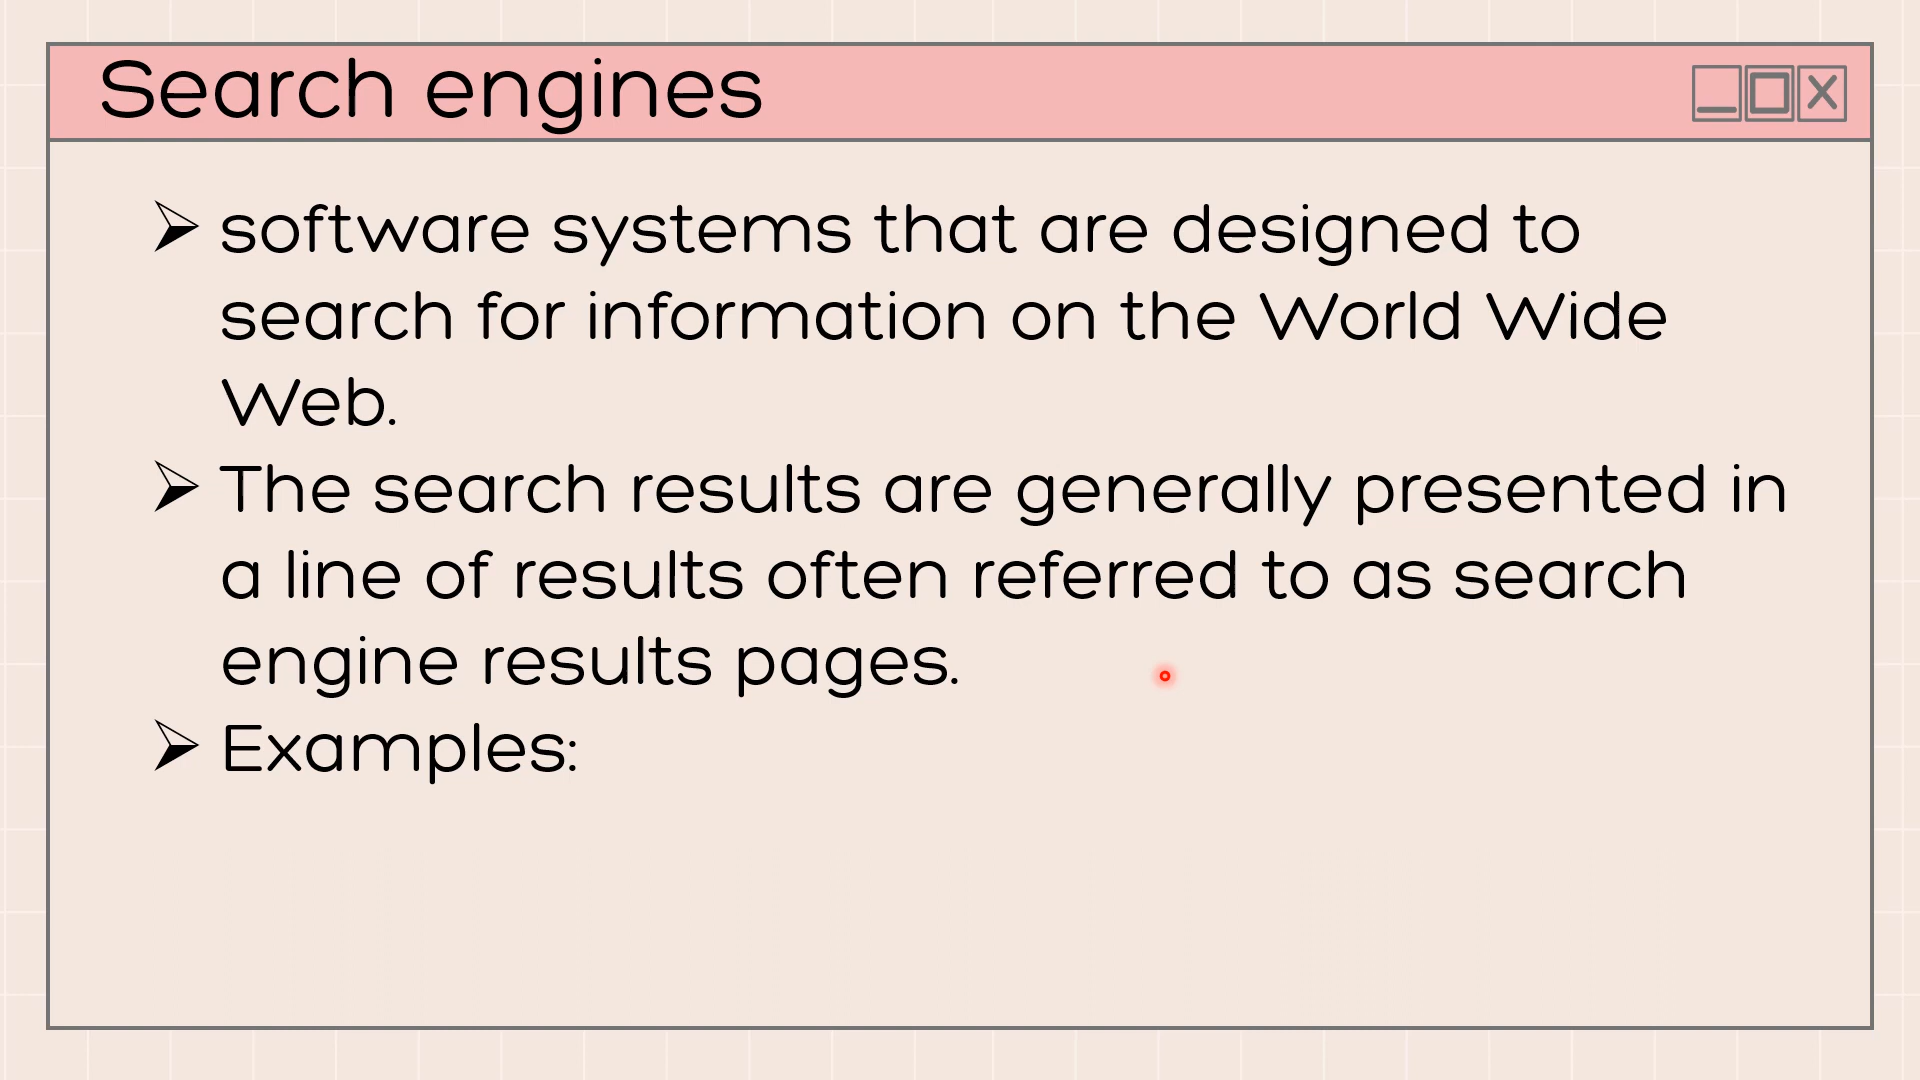 Search engines
software systems that are designed to
search for information on the World Wide
Web.
The search results are generally presented in
a line of results often referred to as search
engine results pages.
Examples: